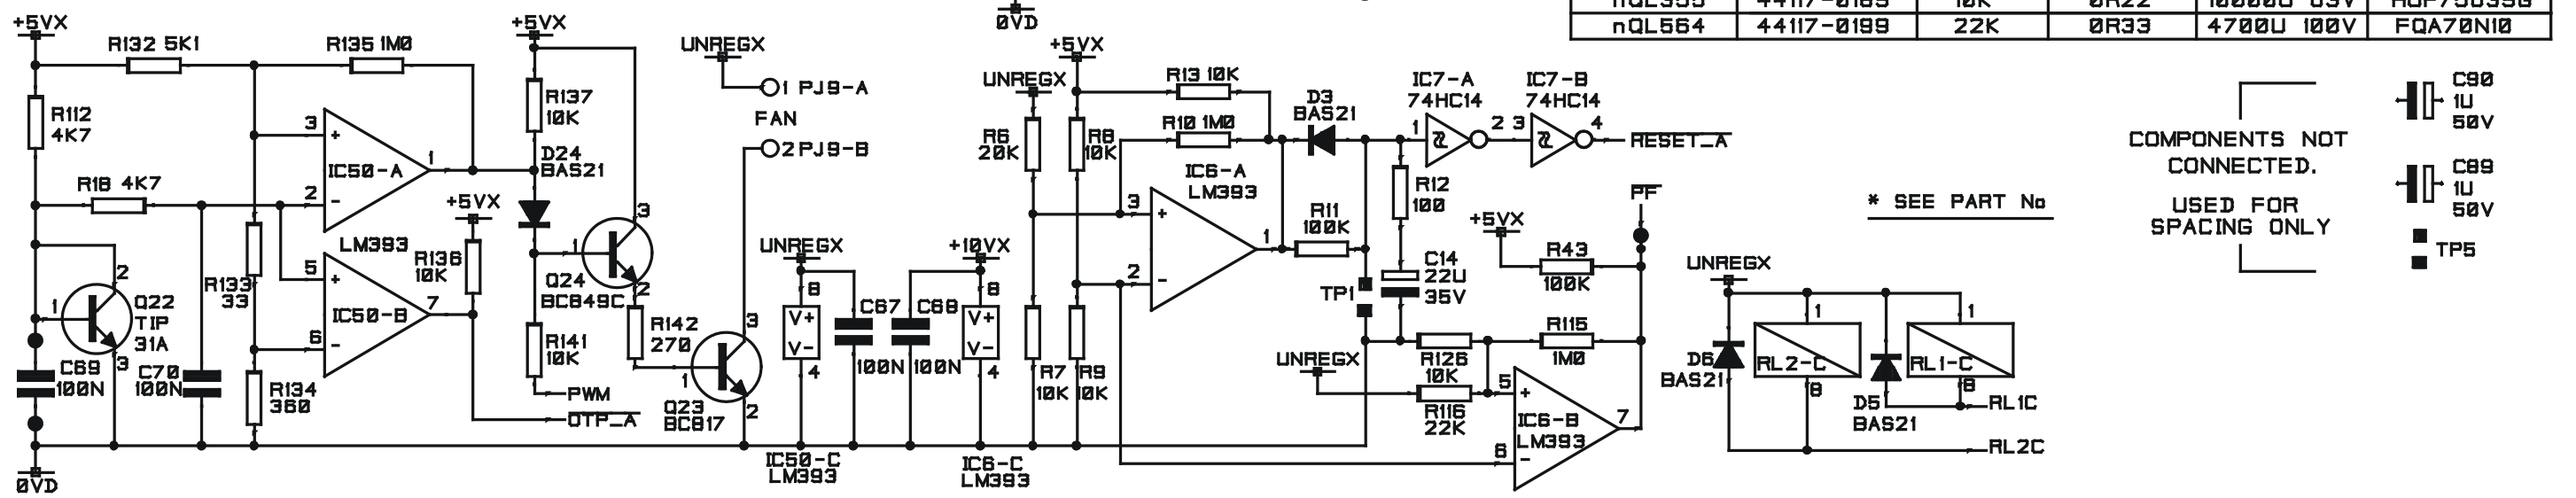 0VD
nQL564 44117-0199 22K 0R33 4700U 100V FQA70N10
+5VX
R132 5K1
R135 1M0
R112
4K7
R18 4K7
3
+
2
-
1
IC50-A
LM393
5
+
6
-
7
IC50-B
R133
33
R134
360
1
2
3
Q22
TIP
31A
C69
100N
C70
100N
0VD
+5VX
R137
10K
D24
BAS21
+5VX
R136
10K
1
3
2
Q24
BC849C
R141
10K
PWM
OTP_A
R142
270
1
3
2
Q23
BC817
UNREGX
1 PJ9-A
FAN
2 PJ9-B
UNREGX
8
V+
V-
4
C67
100N
IC50-C
LM393
+10VX
C68
100N
8
V+
V-
4
IC6-C
LM393
+5VX
UNREGX
R6
20K
R8
10K
R7
10K
R9
10K
R13 10K
R10 1M0
3
+
2
-
1
IC6-A
LM393
D3
BAS21
R11
100K
TP1
R12
100
C14
22U
35V
IC7-A
74HC14
1
2
IC7-B
74HC14
3
4
RESET_A
PF
+5VX
R43
100K
R126
10K
R115
1M0
UNREGX
R116
22K
5
+
6
-
7
IC6-B
LM393
* SEE PART No
UNREGX
D6
BAS21
1
RL2-C
8
D5
BAS21
1
RL1-C
8
RL1C
RL2C
COMPONENTS NOT
CONNECTED.
USED FOR
SPACING ONLY
C90
1U
50V
C89
1U
50V
TP5